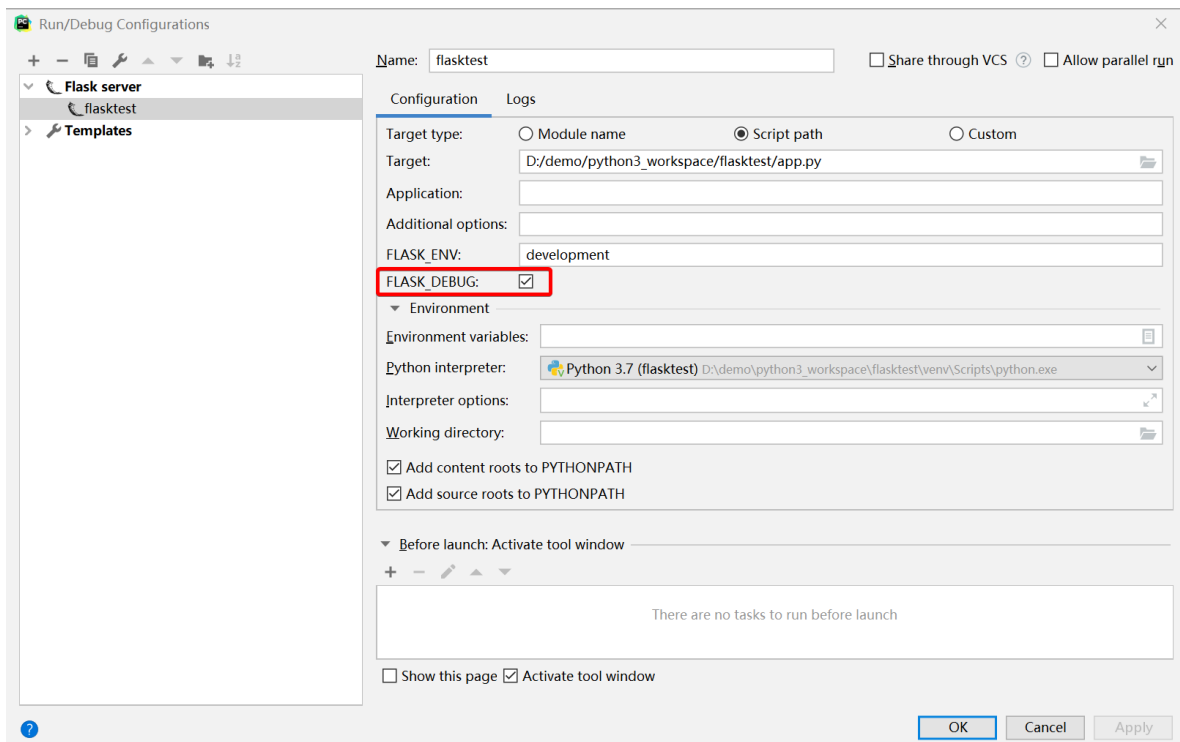 Run/Debug Configurations
Name: flasktest Share through VCS ? Allow parallel run
Flask server
flasktest
Templates
Configuration Logs
Target type: Module name Script path Custom
Target: D:/demo/python3_workspace/flasktest/app.py
Application:
Additional options:
FLASK_ENV: development
FLASK_DEBUG:
Environment
Environment variables:
Python interpreter: Python 3.7 (flasktest) D:\demo\python3_workspace\flasktest\venv\Scripts\python.exe
Interpreter options:
Working directory:
Add content roots to PYTHONPATH
Add source roots to PYTHONPATH
Before launch: Activate tool window
There are no tasks to run before launch
Show this page Activate tool window
? OK Cancel Apply